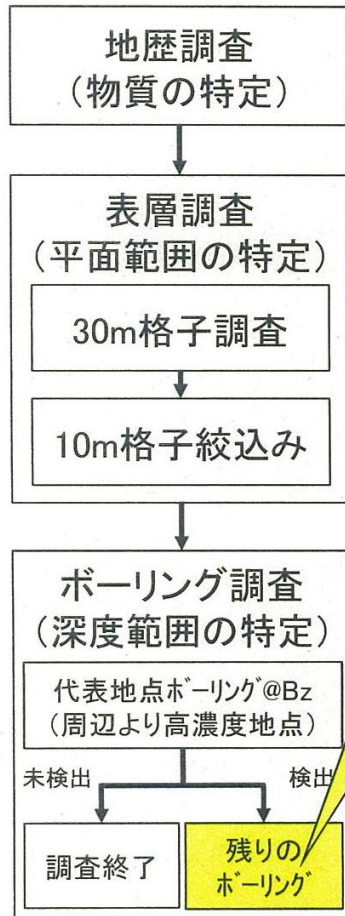 地歴調査
(物質の特定)
表層調査
(平面範囲の特定)
30m格子調査
10m格子絞込み
ボーリング調査
(深度範囲の特定)
代表地点ボーリング@Bz
(周辺より高濃度地点)
未検出
検出
調査終了
残りの
ボーリング